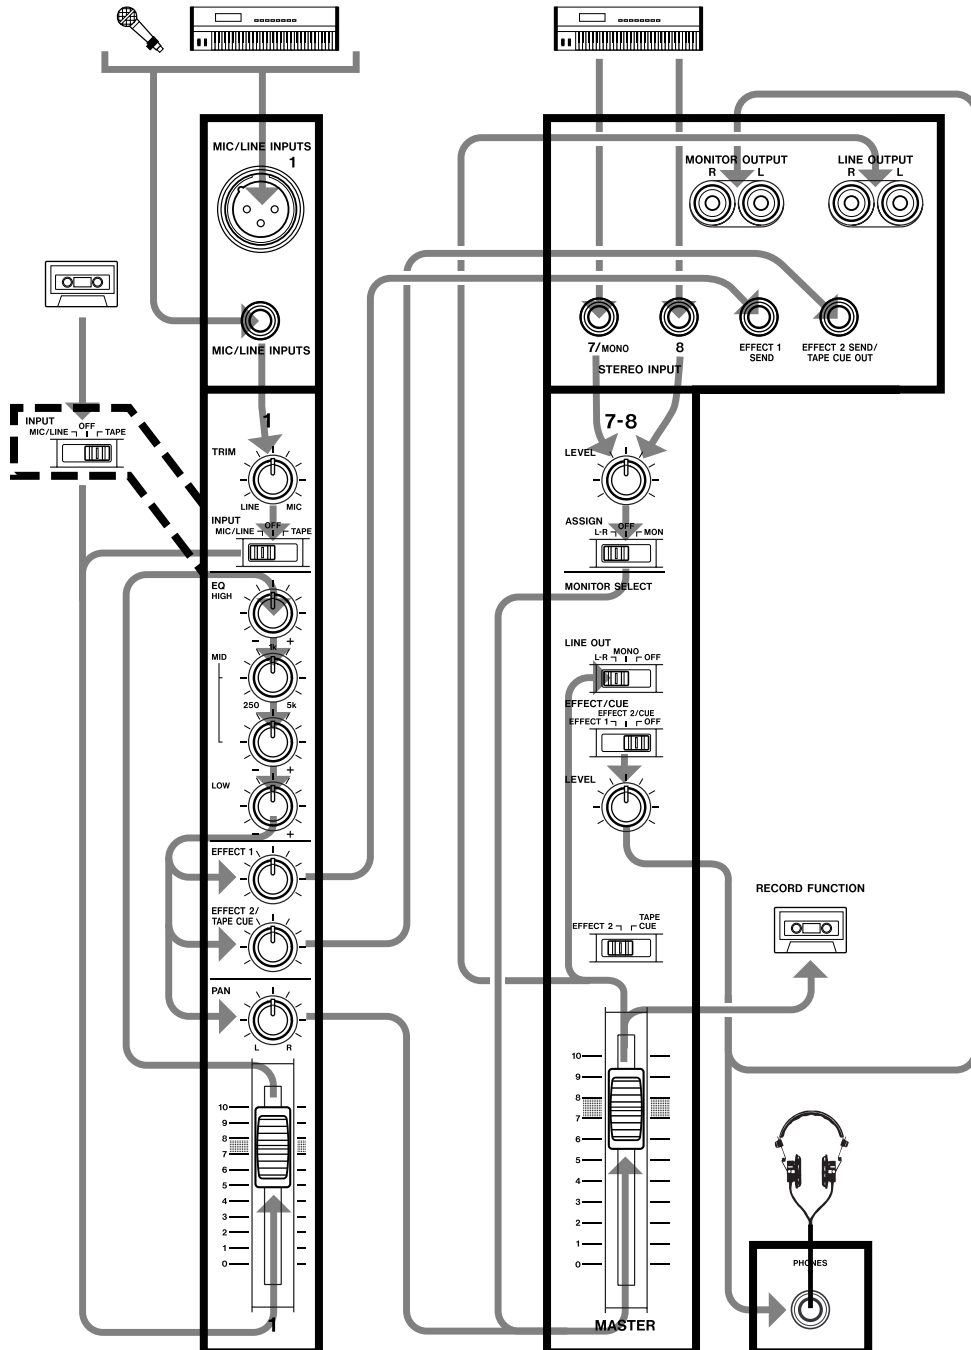 MIC/LINE INPUTS
1
MIC/LINE INPUTS
MONITOR OUTPUT
R L
LINE OUTPUT
R L
7/MONO
8
STEREO INPUT
EFFECT 1
SEND
EFFECT 2 SEND/
TAPE CUE OUT
INPUT
OFF
MIC/LINE
TAPE
1
TRIM
LINE MIC
INPUT
OFF
MIC/LINE
TAPE
EQ
HIGH
- +
1k
MID
250 5k
- +
LOW
- +
EFFECT 1
EFFECT 2/
TAPE CUE
PAN
L R
10
9
8
7
6
5
4
3
2
1
0
1
7-8
LEVEL
ASSIGN
OFF
L-R
MON
MONITOR SELECT
LINE OUT
MONO
L-R
OFF
EFFECT/CUE
EFFECT 2/CUE
EFFECT 1
OFF
LEVEL
TAPE
EFFECT 2
CUE
10
9
8
7
6
5
4
3
2
1
0
MASTER
RECORD FUNCTION
PHONES